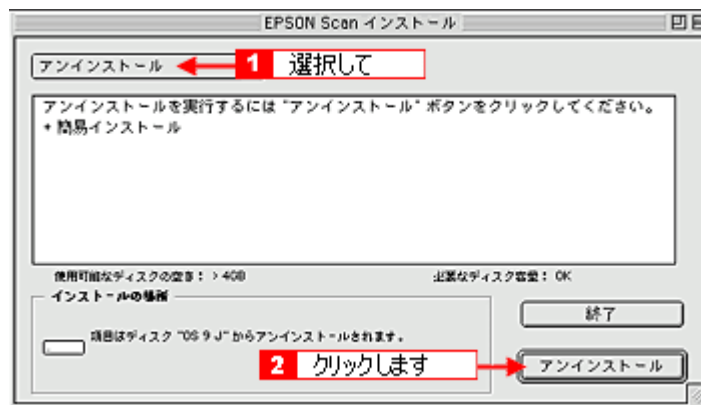 EPSON Scan インストール
アンインストール
1 選択して
アンインストールを実行するには "アンインストール" ボタンをクリックしてください。
+ 簡易インストール
使用可能なディスクの空き： > 4GB
必要なディスク容量： OK
インストールの場所
終了
項目はディスク "OS 9 J" からアンインストールされます。
2 クリックします
アンインストール